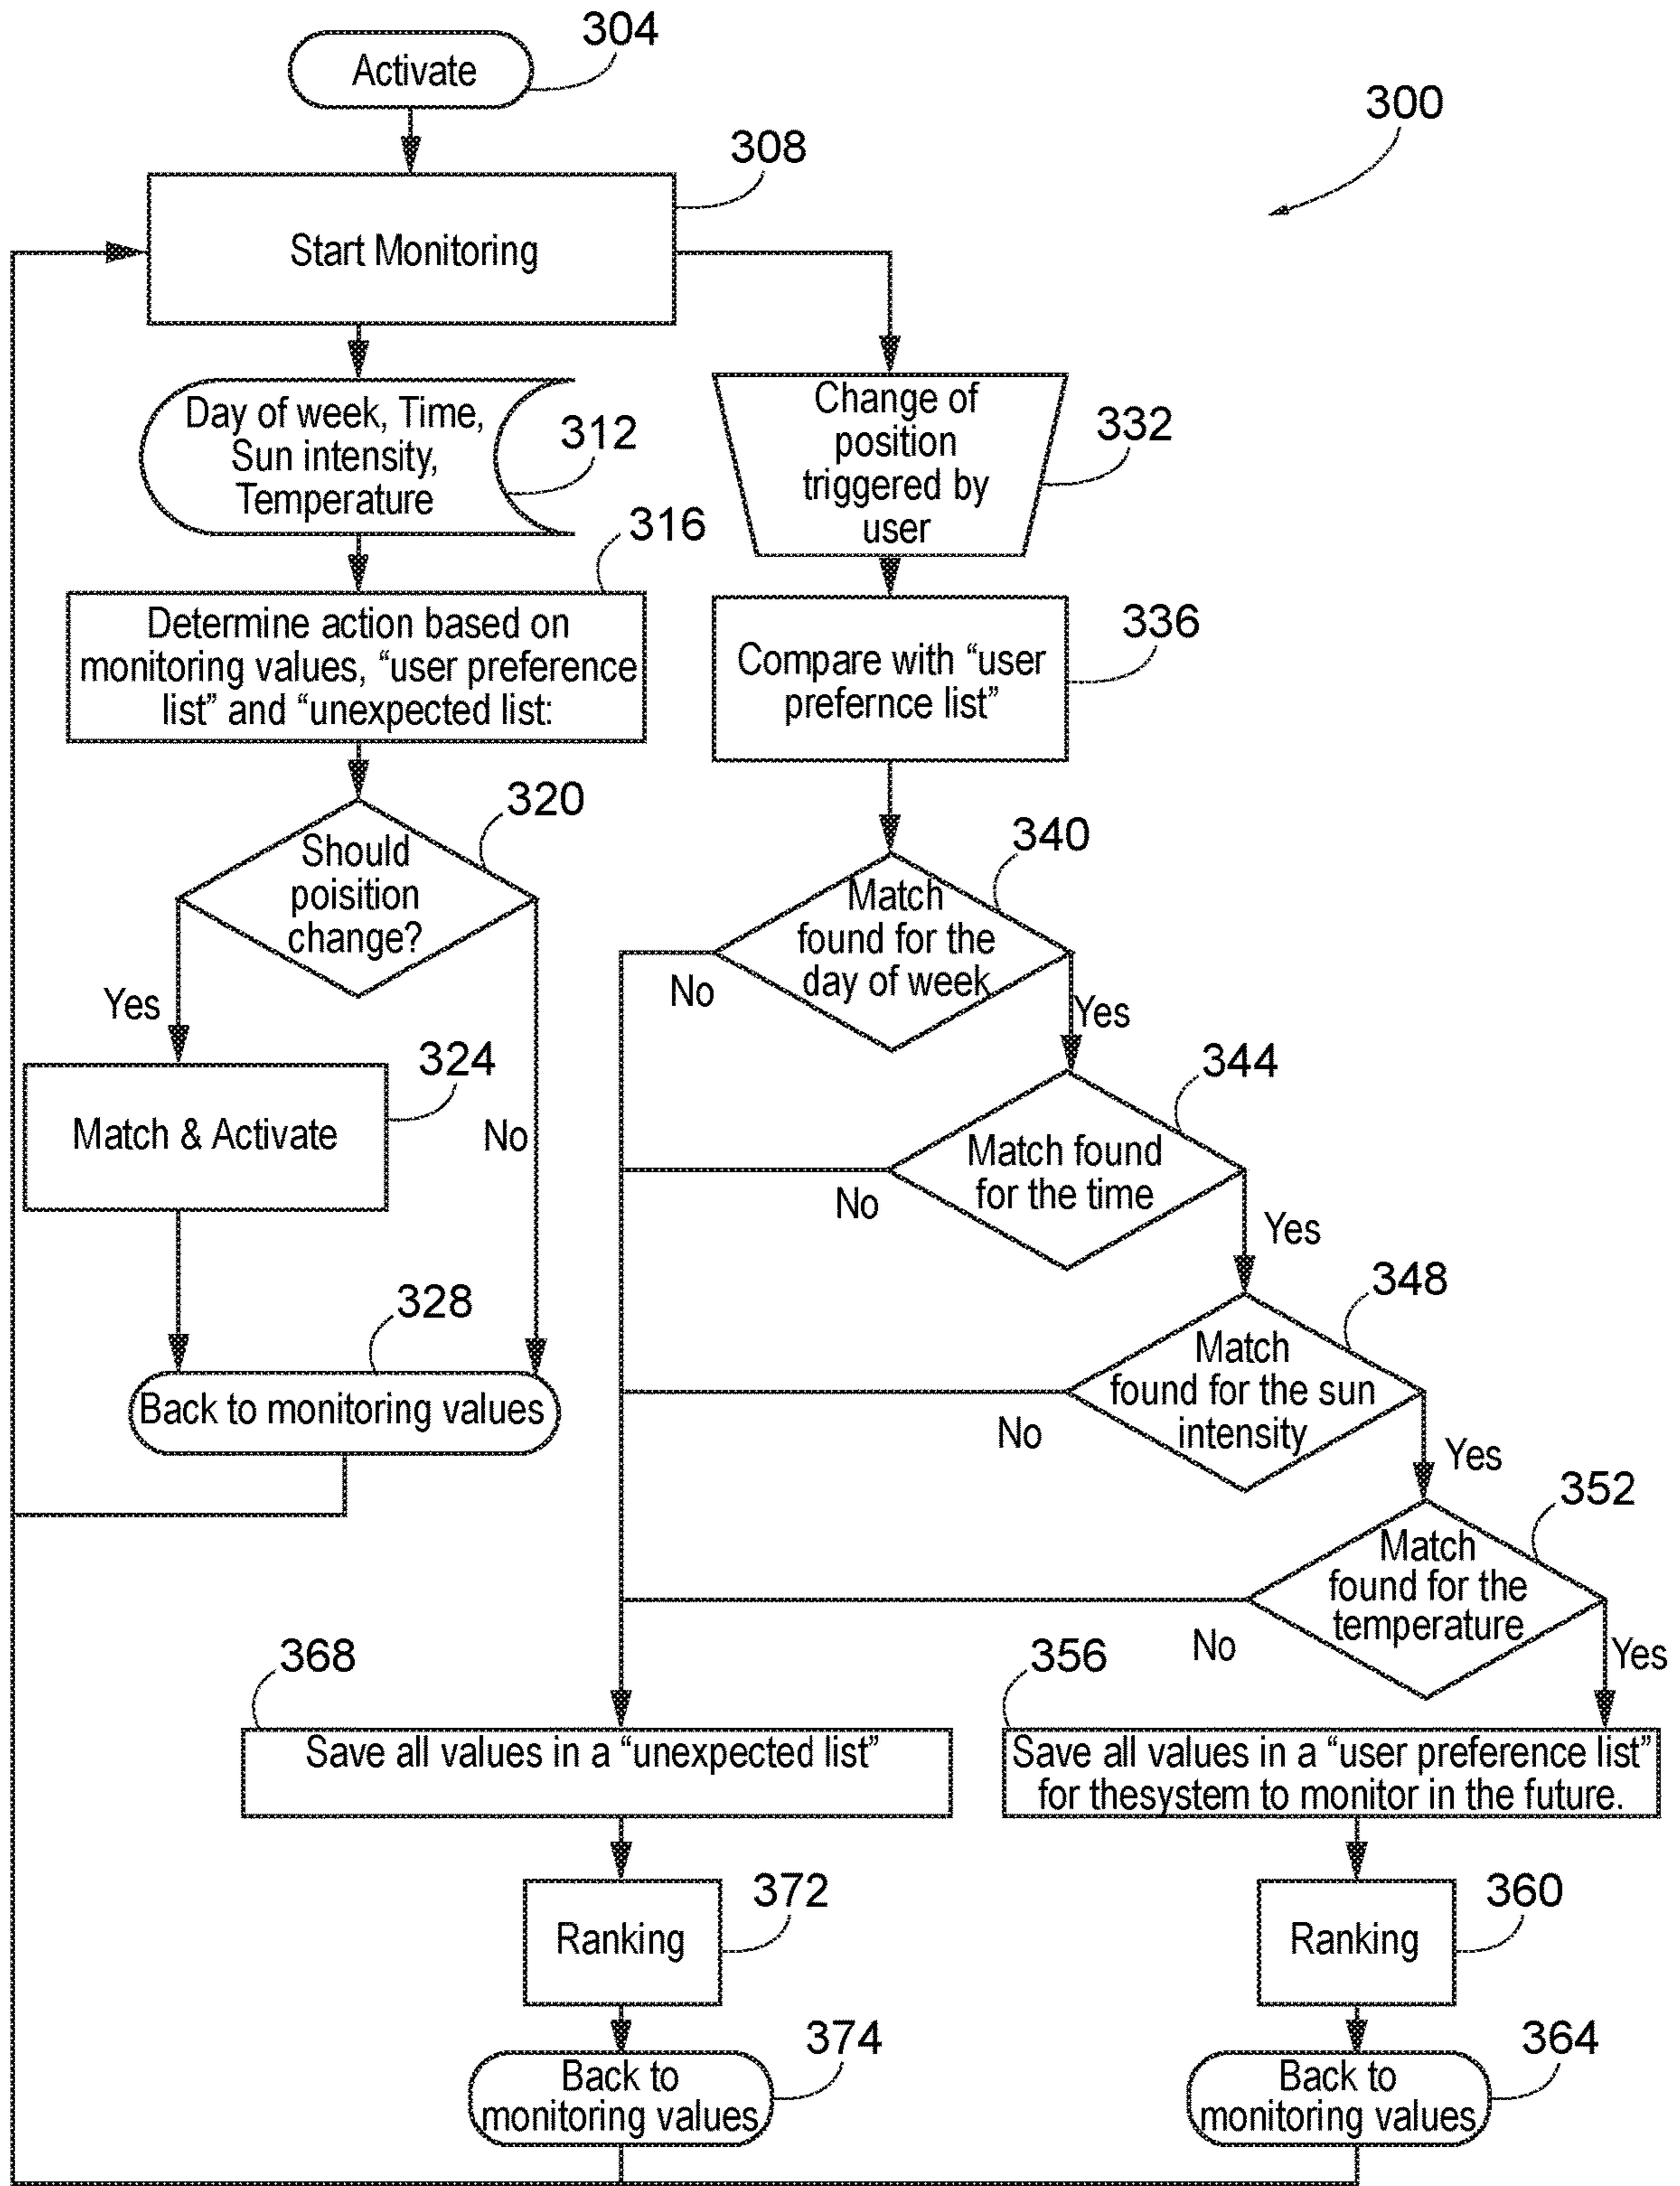 304
Activate
300
308
Start Monitoring
Day of week, Time,
Sun intensity,
Temperature
312
Change of
position
triggered by
user
332
316
Determine action based on
monitoring values, “user preference
list” and “unexpected list:
336
Compare with “user
prefernce list”
320
Should
poisition
change?
Yes
No
340
Match
found for the
day of week
No
Yes
324
Match & Activate
344
Match found
for the time
No
Yes
328
Back to monitoring values
348
Match
found for the sun
intensity
No
Yes
352
Match
found for the
temperature
No
Yes
368
Save all values in a “unexpected list”
356
Save all values in a “user preference list”
for thesystem to monitor in the future.
372
Ranking
360
Ranking
374
Back to
monitoring values
364
Back to
monitoring values